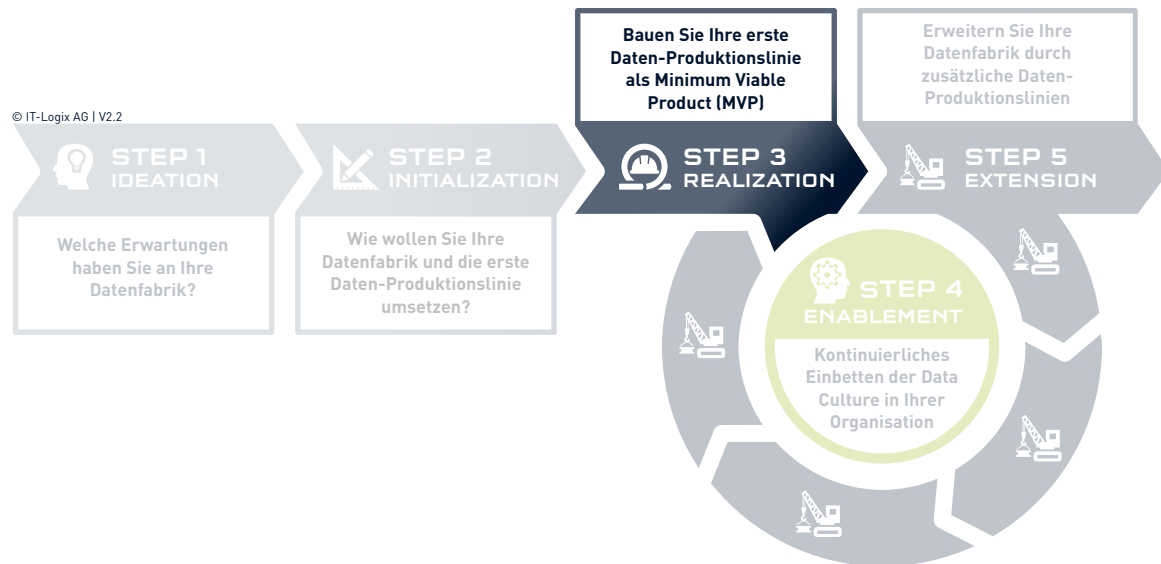 Bauen Sie Ihre erste
Daten-Produktionslinie
als Minimum Viable
Product (MVP)
Erweitern Sie Ihre
Datenfabrik durch
zusätzliche Daten-
Produktionslinien
© IT-Logix AG | V2.2
STEP 1
IDEATION
STEP 2
INITIALIZATION
STEP 3
REALIZATION
STEP 5
EXTENSION
Welche Erwartungen
haben Sie an Ihre
Datenfabrik?
Wie wollen Sie Ihre
Datenfabrik und die erste
Daten-Produktionslinie
umsetzen?
STEP 4
ENABLEMENT
Kontinuierliches
Einbetten der Data
Culture in Ihrer
Organisation